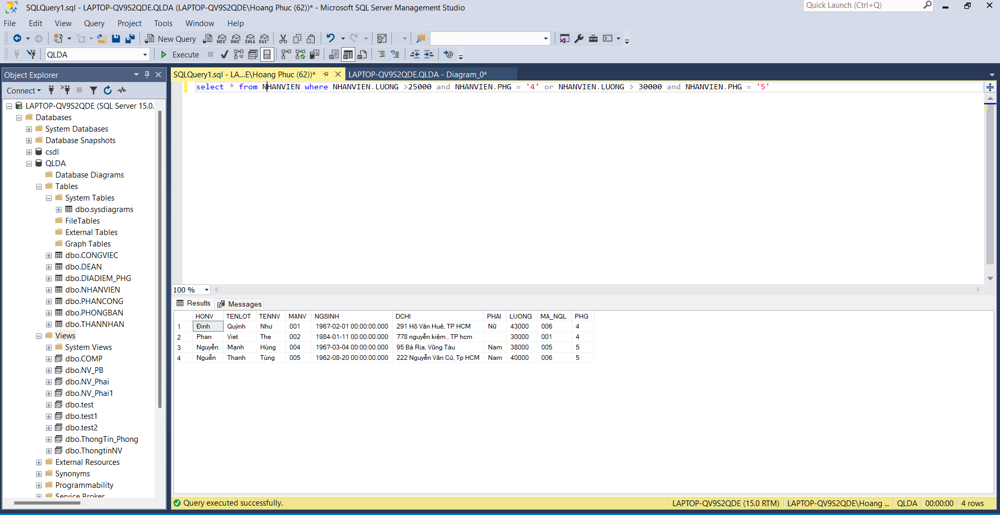 SQLQuery1.sql - LAPTOP-QV9S2QDE.QLDA (LAPTOP-QV9S2QDE\Hoang Phuc (62))* - Microsoft SQL Server Management Studio
Quick Launch (Ctrl+Q)
File Edit View Query Project Tools Window Help
New Query MDX DMX XMLA DAX
QLDA Execute
Object Explorer
Connect
LAPTOP-QV9S2QDE (SQL Server 15.0.
Databases
System Databases
Database Snapshots
csdl
QLDA
Database Diagrams
Tables
System Tables
dbo.sysdiagrams
FileTables
External Tables
Graph Tables
dbo.CONGVIEC
dbo.DEAN
dbo.DIADIEM_PHG
dbo.NHANVIEN
dbo.PHANCONG
dbo.PHONGBAN
dbo.THANNHAN
Views
System Views
dbo.COMP
dbo.NV_PB
dbo.NV_Phai
dbo.NV_Phai1
dbo.test
dbo.test1
dbo.test2
dbo.ThongTin_Phong
dbo.ThongtinNV
External Resources
Synonyms
Programmability
Service Broker
SQLQuery1.sql - LA...E\Hoang Phuc (62))* LAPTOP-QV9S2QDE.QLDA - Diagram_0*
select * from NHANVIEN where NHANVIEN.LUONG >25000 and NHANVIEN.PHG = '4' or NHANVIEN.LUONG > 30000 and NHANVIEN.PHG = '5'
100 %
Results Messages
HONV TENLOT TENNV MANV NGSINH DCHI PHAI LUONG MA_NQL PHG
1 Đinh Quỳnh Như 001 1967-02-01 00:00:00.000 291 Hồ Văn Huê, TP HCM Nữ 43000 006 4
2 Phan Viet The 002 1984-01-11 00:00:00.000 778 nguyễn kiệm , TP hcm 30000 001 4
3 Nguyễn Mạnh Hùng 004 1967-03-04 00:00:00.000 95 Bà Rịa, Vũng Tàu Nam 38000 005 5
4 Nguễn Thanh Tùng 005 1962-08-20 00:00:00.000 222 Nguyễn Văn Cừ, Tp HCM Nam 40000 006 5
Query executed successfully. LAPTOP-QV9S2QDE (15.0 RTM) LAPTOP-QV9S2QDE\Hoang ... QLDA 00:00:00 4 rows